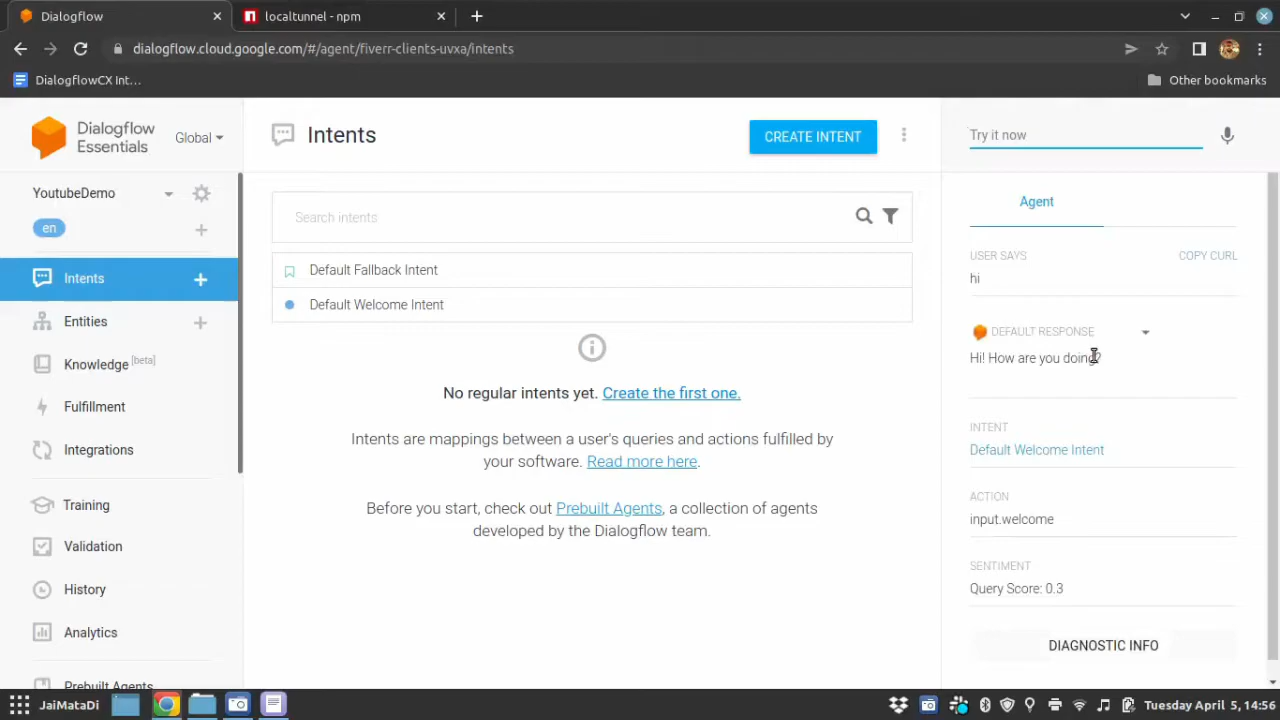 Dialogflow
localtunnel - npm
dialogflow.cloud.google.com/#/agent/fiverr-clients-uvxa/intents
DialogflowCX Int...
Other bookmarks
Dialogflow
Essentials
Global
Intents
CREATE INTENT
Try it now
YoutubeDemo
en
Search intents
Agent
Intents
Default Fallback Intent
USER SAYS
COPY CURL
hi
Default Welcome Intent
Entities
DEFAULT RESPONSE
Hi! How are you doing?
Knowledge [beta]
No regular intents yet. Create the first one.
Fulfillment
INTENT
Default Welcome Intent
Intents are mappings between a user's queries and actions fulfilled by
your software. Read more here.
Integrations
ACTION
input.welcome
Before you start, check out Prebuilt Agents, a collection of agents
developed by the Dialogflow team.
Training
Validation
SENTIMENT
Query Score: 0.3
History
Analytics
DIAGNOSTIC INFO
Prebuilt Agents
JaiMataDi
Tuesday April 5, 14:56